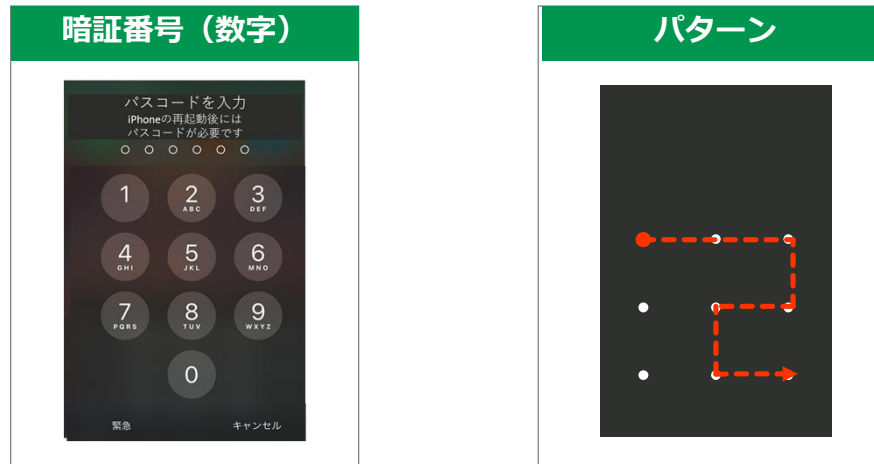 暗証番号（数字）
パターン
パスコードを入力
iPhoneの再起動後には
パスコードが必要です
1
2
ABC
3
DEF
4
GHI
5
JKL
6
MNO
7
PQRS
8
TUV
9
WXYZ
0
緊急
キャンセル